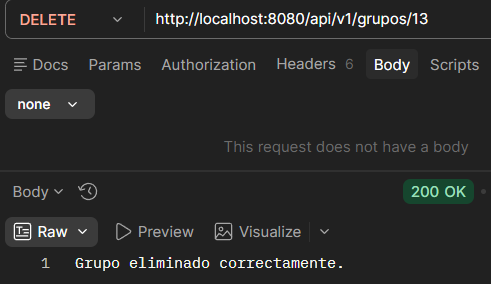 DELETE http://localhost:8080/api/v1/grupos/13
Docs Params Authorization Headers 6 Body Scripts
none
This request does not have a body
Body 200 OK
Raw Preview Visualize
1 Grupo eliminado correctamente.